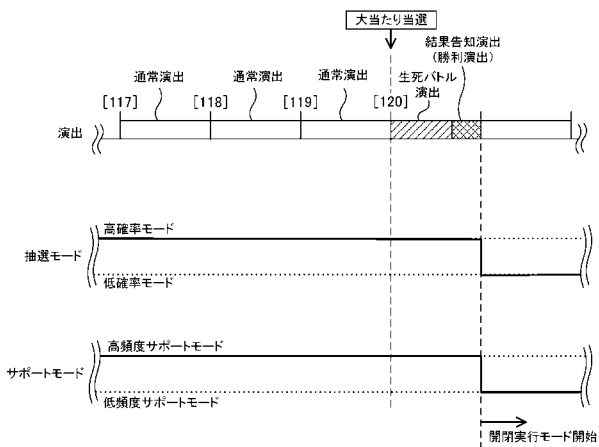 大当たり当選
結果告知演出
(勝利演出)
通常演出
通常演出
通常演出
生死バトル
演出
[117]
[118]
[119]
[120]
演出
高確率モード
抽選モード
低確率モード
高頻度サポートモード
サポートモード
低頻度サポートモード
開閉実行モード開始